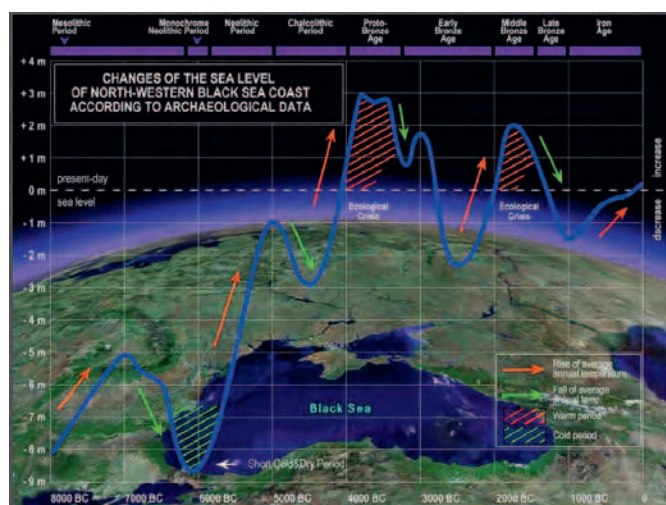 Mesolithic
Period
Monochrome
Neolithic Period
Neolithic
Period
Chalcolithic
Period
Proto-
Bronze
Age
Early
Bronze
Age
Middle
Bronze
Age
Late
Bronze
Age
Iron
Age
CHANGES OF THE SEA LEVEL
OF NORTH-WESTERN BLACK SEA COAST
ACCORDING TO ARCHAEOLOGICAL DATA
+ 4 m
+ 3 m
+ 2 m
+ 1 m
0 m
- 1 m
- 2 m
- 3 m
- 4 m
- 5 m
- 6 m
- 7 m
- 8 m
- 9 m
present-day
sea level
increase
decrease
Ecological
Crisis
Ecological
Crisis
Black Sea
Short Cold&Dry Period
Rise of average
annual temperature
Fall of average
annual temp.
Warm period
Cold period
8000 BC
7000 BC
6000 BC
5000 BC
4000 BC
3000 BC
2000 BC
1000 BC
0